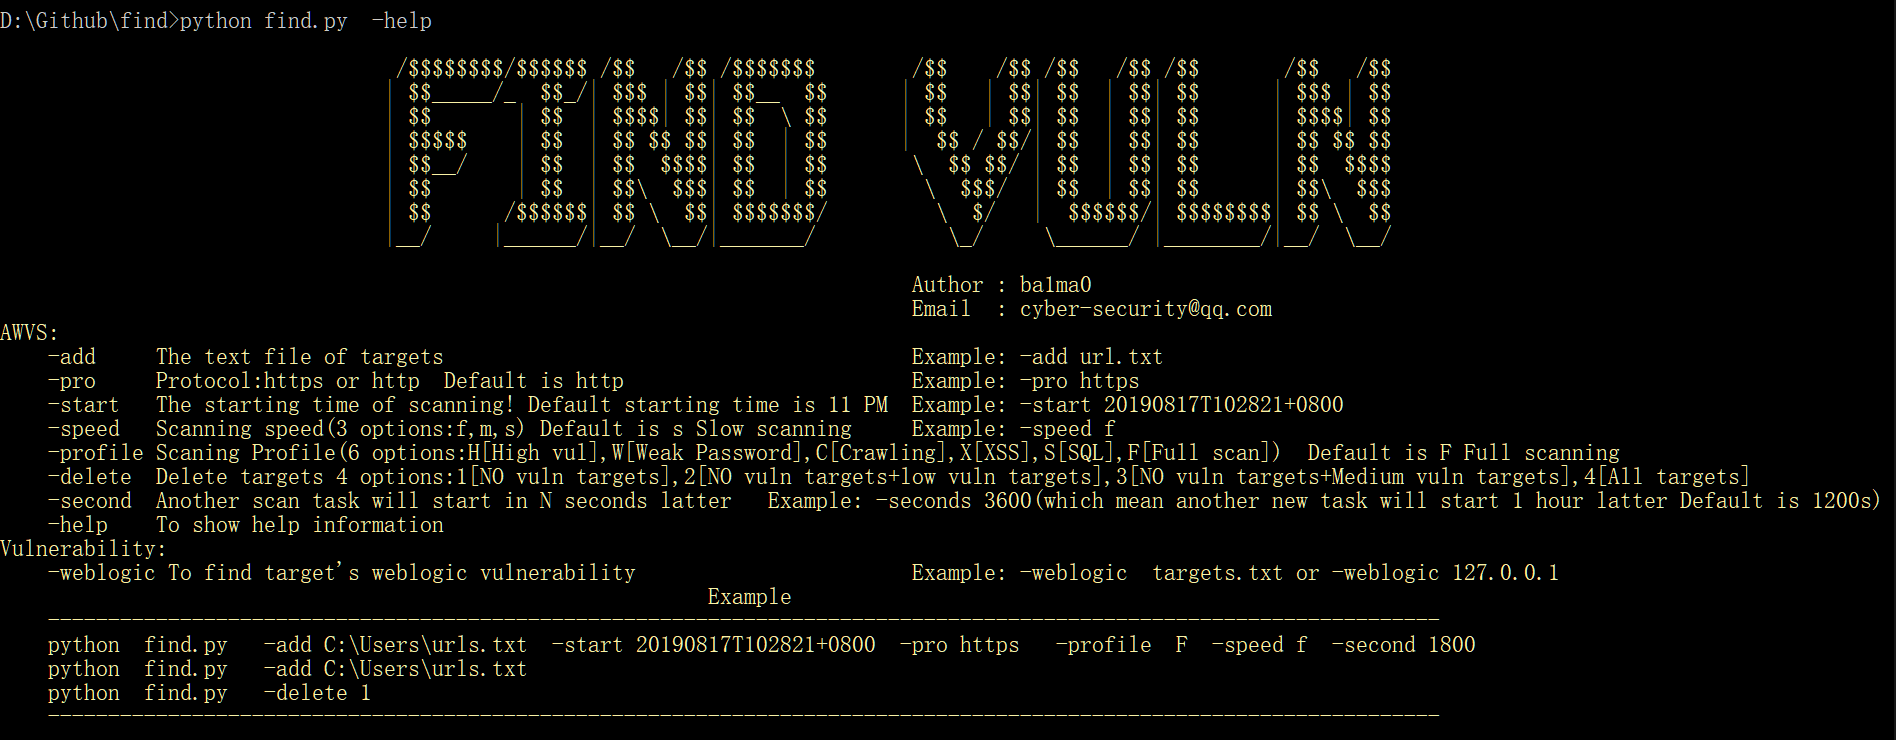 D:\Github\find>python find.py  -help
FIND VULN
Author : ba1ma0
Email  : cyber-security@qq.com
AWVS:
-add     The text file of targets                                       Example: -add url.txt
-pro     Protocol:https or http  Default is http                        Example: -pro https
-start   The starting time of scanning! Default starting time is 11 PM  Example: -start 20190817T102821+0800
-speed   Scanning speed(3 options:f,m,s) Default is s Slow scanning     Example: -speed f
-profile Scaning Profile(6 options:H[High vul],W[Weak Password],C[Crawling],X[XSS],S[SQL],F[Full scan])  Default is F Full scanning
-delete  Delete targets 4 options:1[NO vuln targets],2[NO vuln targets+low vuln targets],3[NO vuln targets+Medium vuln targets],4[All targets]
-second  Another scan task will start in N seconds latter   Example: -seconds 3600(which mean another new task will start 1 hour latter Default is 1200s)
-help    To show help information
Vulnerability:
-weblogic To find target's weblogic vulnerability                       Example: -weblogic  targets.txt or -weblogic 127.0.0.1
Example
python  find.py   -add C:\Users\urls.txt  -start 20190817T102821+0800  -pro https   -profile  F  -speed f  -second 1800
python  find.py   -add C:\Users\urls.txt
python  find.py   -delete 1